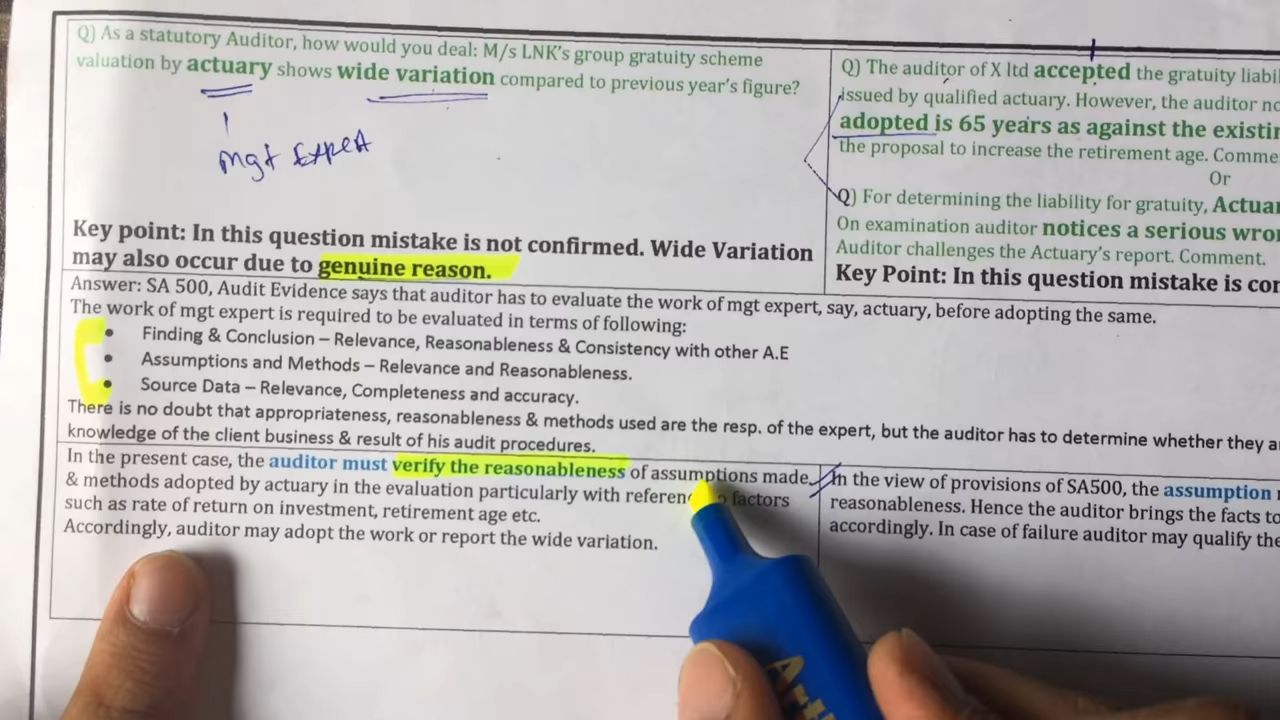 Q) As a statutory Auditor, how would you deal: M/s LNK's group gratuity scheme
valuation by actuary shows wide variation compared to previous year's figure?
mgt Expert
Key point: In this question mistake is not confirmed. Wide Variation
may also occur due to genuine reason.
Q) The auditor of X ltd accepted the gratuity
issued by qualified actuary. However, the auditor
adopted is 65 years as against the
the proposal to increase the retirement age.
Or
Q) For determining the liability for gratuity,
On examination auditor notices a serious
Auditor challenges the Actuary's report. Comment.
Key Point: In this question mistake is
Answer: SA 500, Audit Evidence says that auditor has to evaluate the work of mgt expert, say, actuary, before adopting the same.
The work of mgt expert is required to be evaluated in terms of following:
• Finding & Conclusion – Relevance, Reasonableness & Consistency with other A.E
• Assumptions and Methods – Relevance and Reasonableness.
• Source Data – Relevance, Completeness and accuracy.
There is no doubt that appropriateness, reasonableness & methods used are the resp. of the expert, but the auditor has to determine whether they
knowledge of the client business & result of his audit procedures.
In the present case, the auditor must verify the reasonableness of assumptions made
& methods adopted by actuary in the evaluation particularly with factors
such as rate of return on investment, retirement age etc.
Accordingly, auditor may adopt the work or report the wide variation.
In the view of provisions of SA500, the assumption
reasonableness. Hence the auditor brings the facts to
accordingly. In case of failure auditor may qualify the